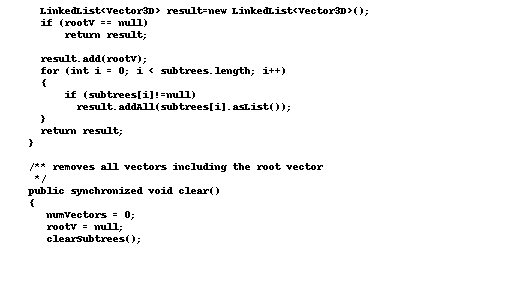 LinkedList<Vector3D> result=new LinkedList<Vector3D>();
if (rootV == null)
return result;
result.add(rootV);
for (int i = 0; i < subtrees.length; i++)
{
if (subtrees[i]!=null)
result.addAll(subtrees[i].asList());
}
return result;
}
/** removes all vectors including the root vector
*/
public synchronized void clear()
{
numVectors = 0;
rootV = null;
clearSubtrees();